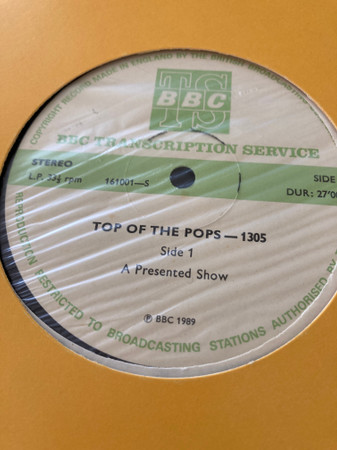 COPYRIGHT RECORD MADE IN ENGLAND BY THE BRITISH BROADCASTING
TS
BBC
BBC TRANSCRIPTION SERVICE
STEREO
SIDE
L.P. 33⅓ rpm
161001—S
DUR: 27'0
TOP OF THE POPS — 1305
Side 1
A Presented Show
℗ BBC 1989
REPRODUCTION RESTRICTED TO BROADCASTING STATIONS AUTHORISED BY